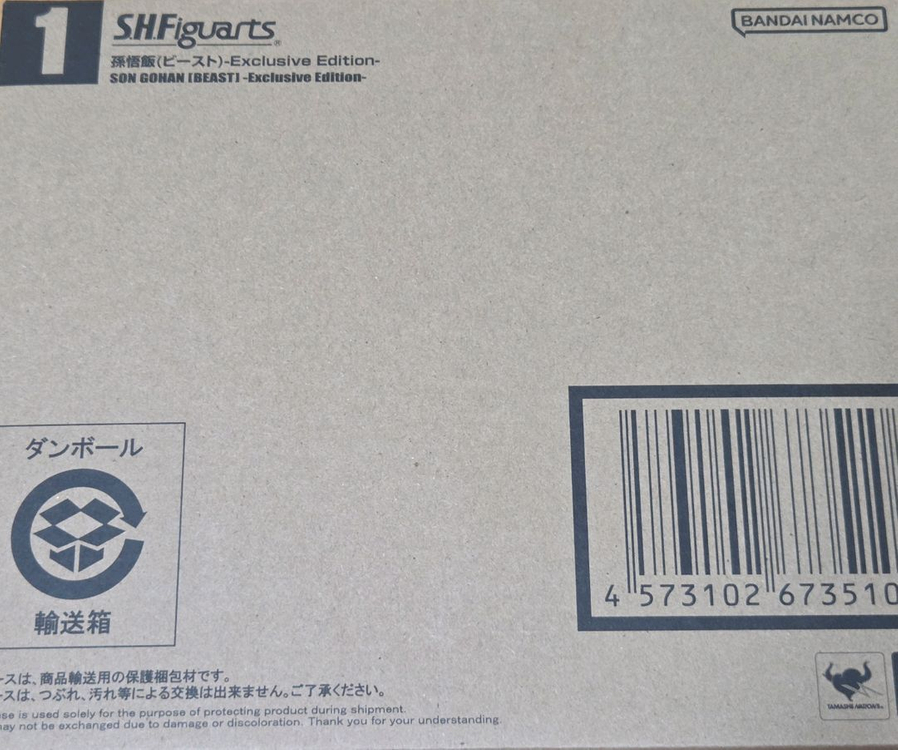 1
S.H.Figuarts
孫悟飯(ビースト)-Exclusive Edition-
SON GOHAN [BEAST] -Exclusive Edition-
BANDAI NAMCO
ダンボール
輸送箱
4 573102 673510
ースは、商品輸送用の保護梱包材です。
ースは、つぶれ、汚れ等による交換は出来ません。ご了承ください。
se is used solely for the purpose of protecting product during shipment.
may not be exchanged due to damage or discoloration. Thank you for your understanding.
TAMASHII NATIONS